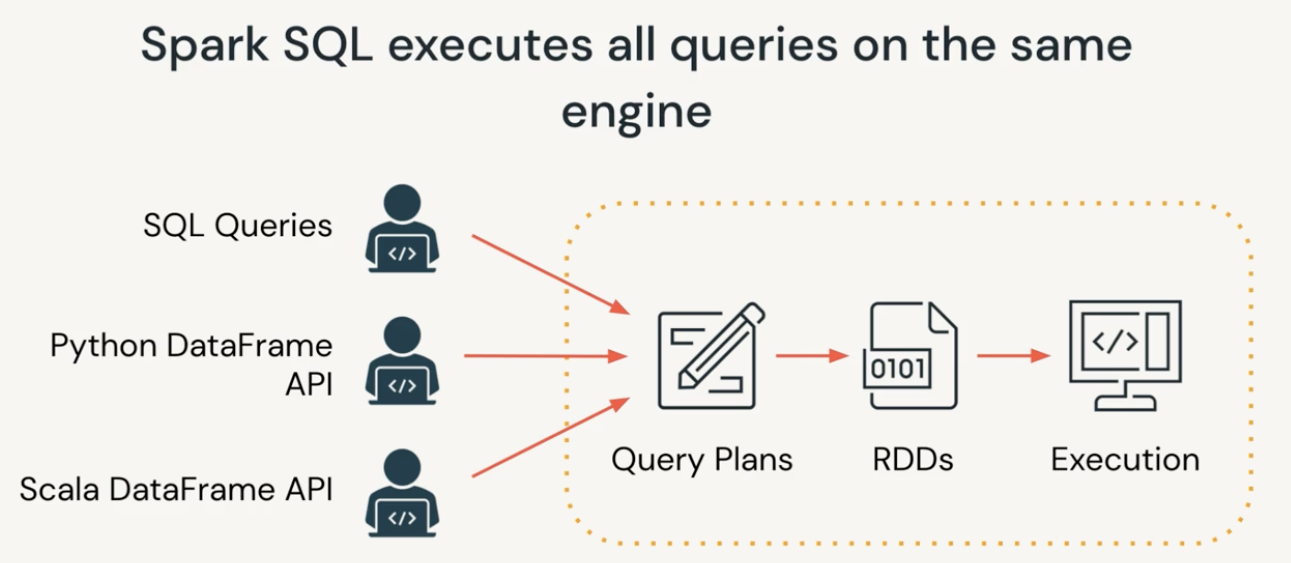 Spark SQL executes all queries on the same
engine
SQL Queries
</>
Python DataFrame
API
</>
Scala DataFrame API
</>
Query Plans
0101
RDDs
</>
Execution